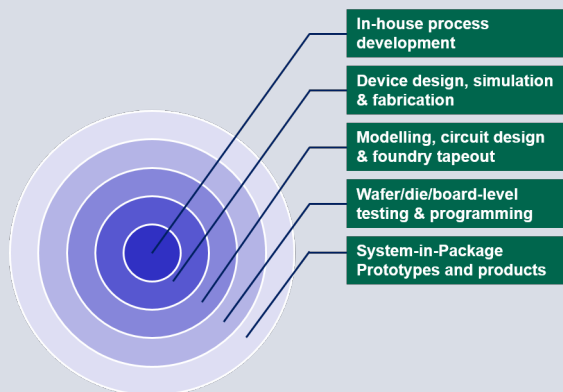 In-house process
development
Device design, simulation
& fabrication
Modelling, circuit design
& foundry tapeout
Wafer/die/board-level
testing & programming
System-in-Package
Prototypes and products